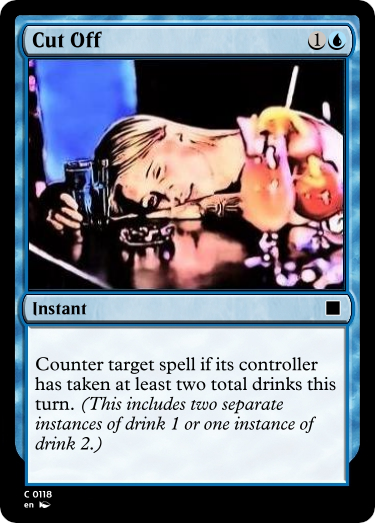 Cut Off 1
Instant
Counter target spell if its controller
has taken at least two total drinks this
turn. (This includes two separate
instances of drink 1 or one instance of
drink 2.)
C 0118
en